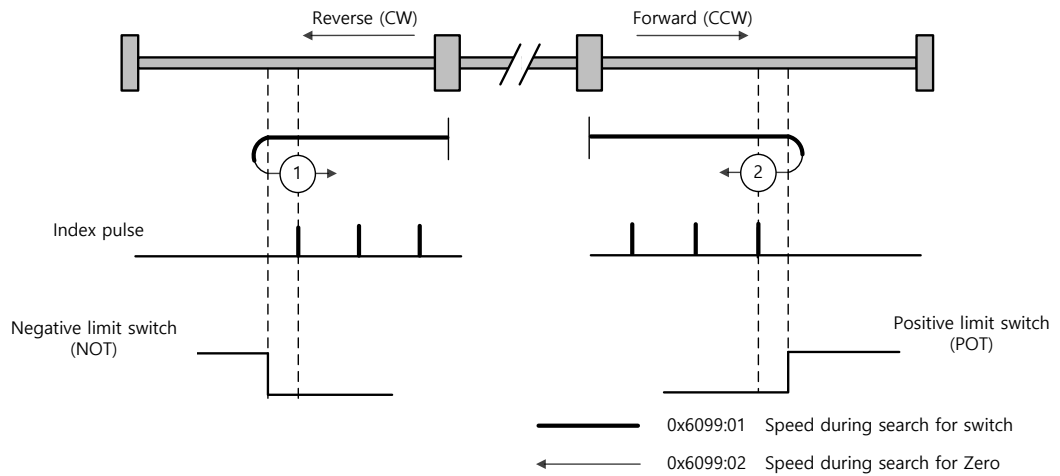 Reverse (CW)
Forward (CCW)
1
2
Index pulse
Negative limit switch
(NOT)
Positive limit switch
(POT)
0x6099:01 Speed during search for switch
0x6099:02 Speed during search for Zero